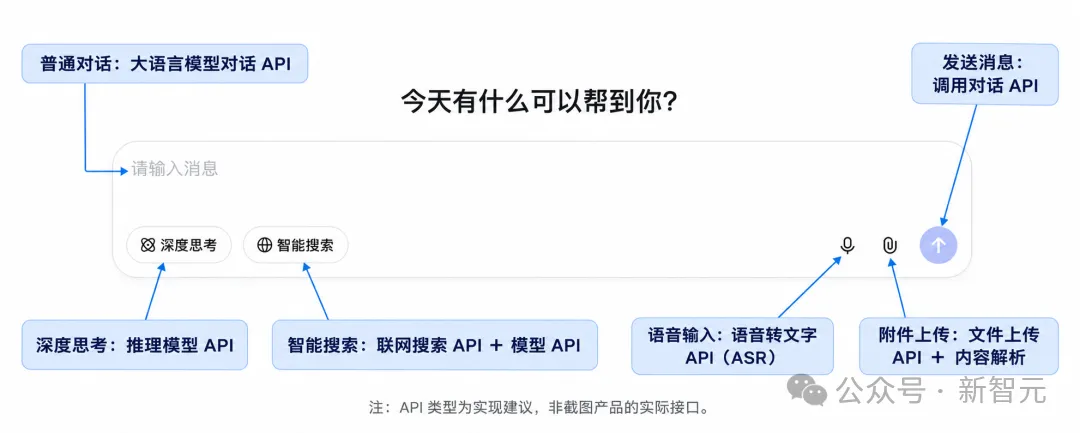 普通对话：大语言模型对话 API
发送消息：
调用对话 API
今天有什么可以帮到你？
请输入消息
深度思考
智能搜索
深度思考：推理模型 API
智能搜索：联网搜索 API + 模型 API
语音输入：语音转文字
API（ASR）
附件上传：文件上传
API + 内容解析
公众号 · 新智元
注：API 类型为实现建议，非截图产品的实际接口。